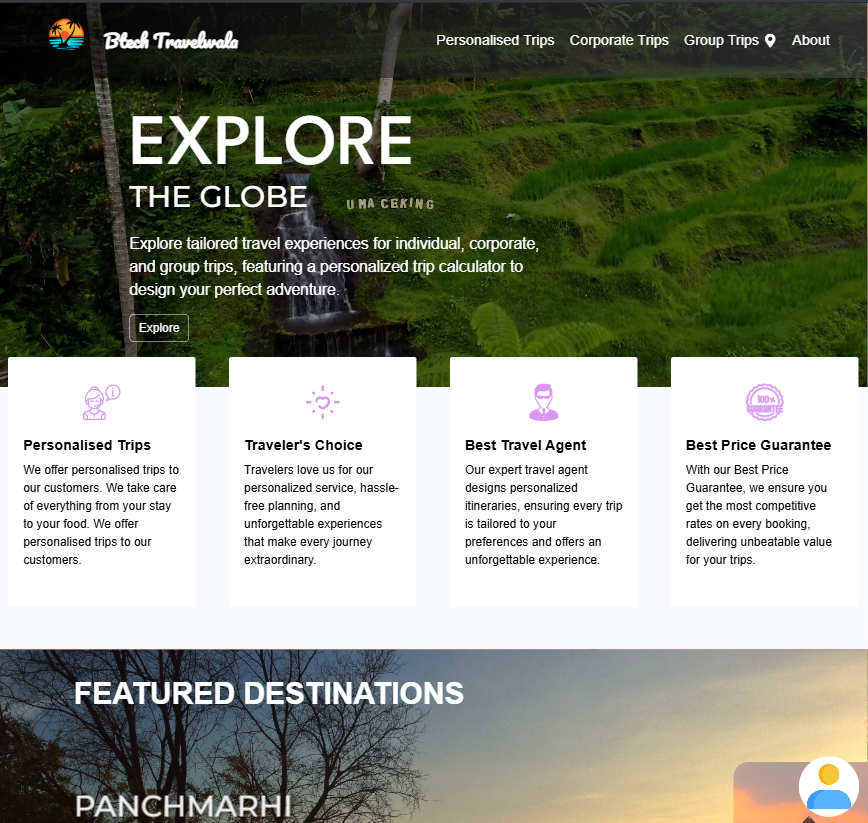 Btech Travelwala
Personalised Trips Corporate Trips Group Trips About
EXPLORE
THE GLOBE
UMA CEKING
Explore tailored travel experiences for individual, corporate,
and group trips, featuring a personalized trip calculator to
design your perfect adventure.
Explore
Personalised Trips
We offer personalised trips to
our customers. We take care
of everything from your stay
to your food. We offer
personalised trips to our
customers.
Traveler's Choice
Travelers love us for our
personalized service, hassle-
free planning, and
unforgettable experiences
that make every journey
extraordinary.
Best Travel Agent
Our expert travel agent
designs personalized
itineraries, ensuring every trip
is tailored to your
preferences and offers an
unforgettable experience.
100%
GUARANTEE
Best Price Guarantee
With our Best Price
Guarantee, we ensure you
get the most competitive
rates on every booking,
delivering unbeatable value
for your trips.
FEATURED DESTINATIONS
PANCHMARHI